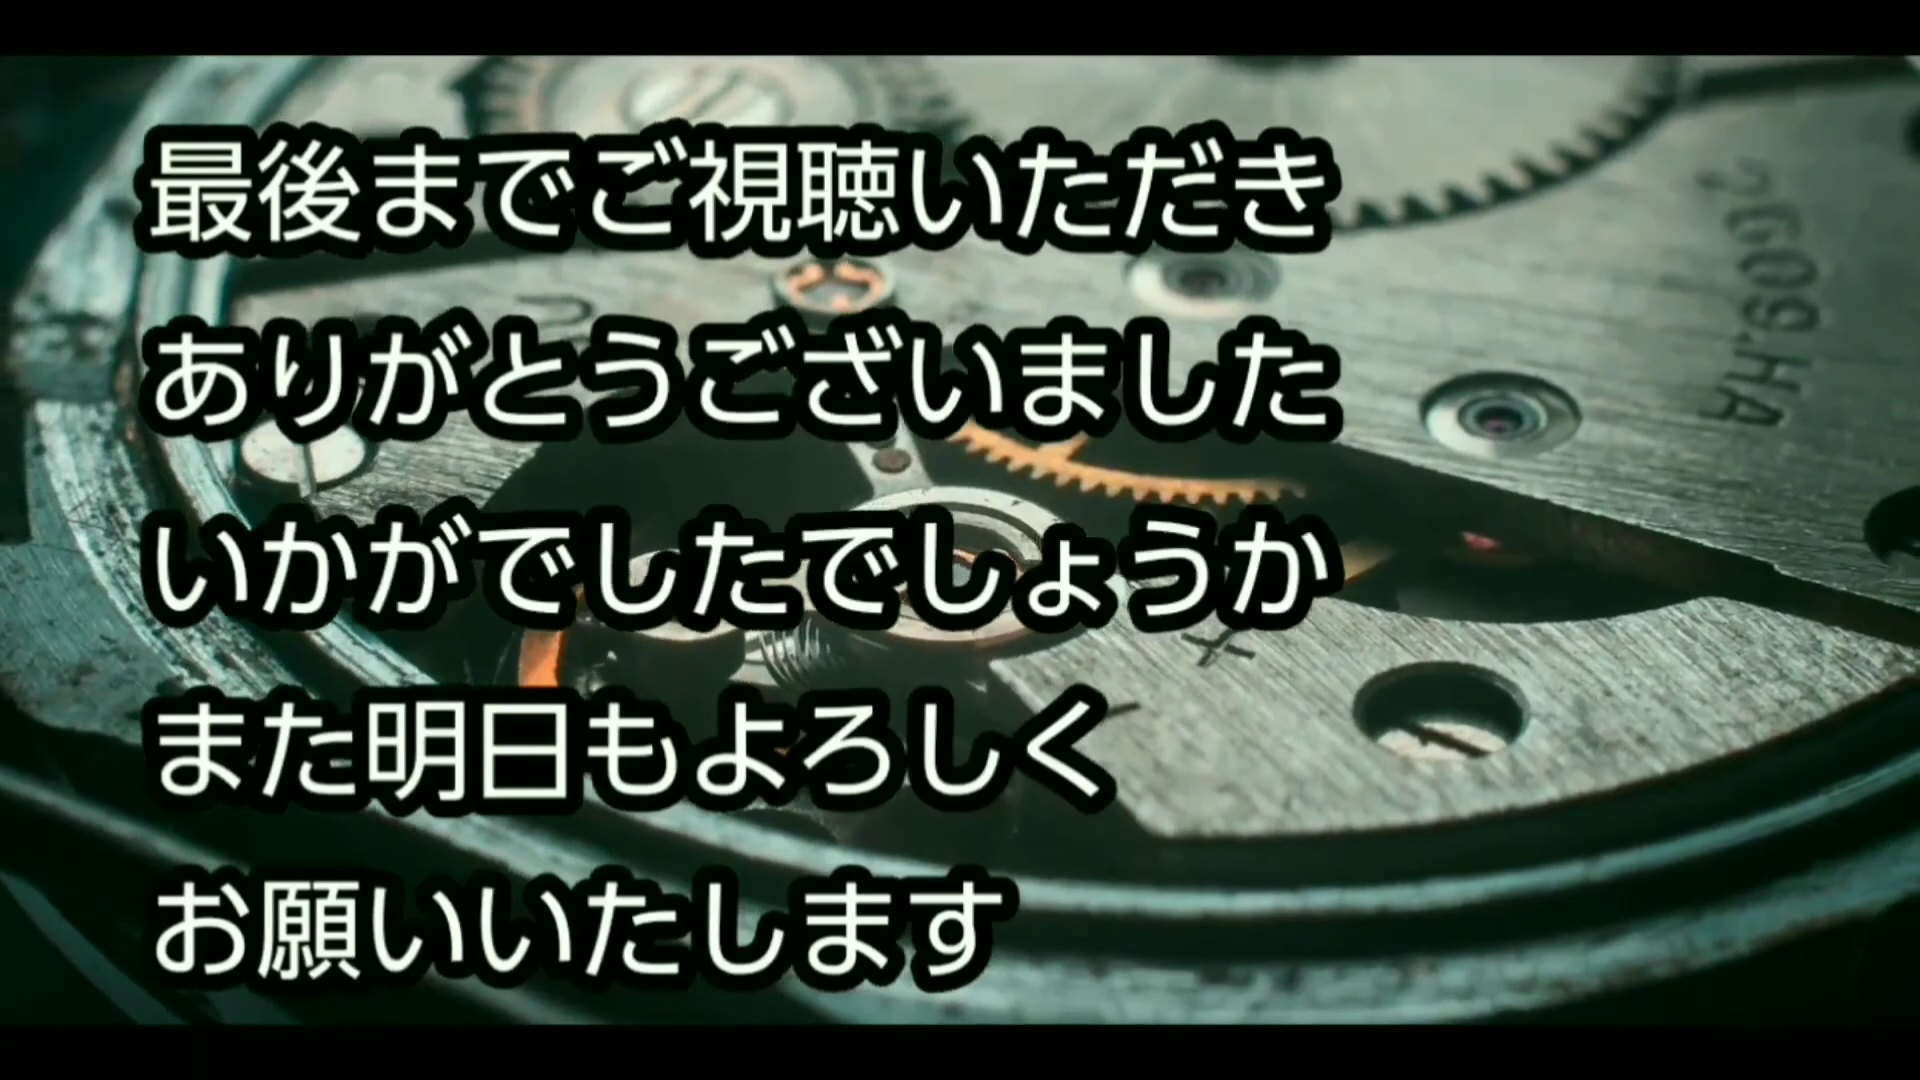 最後までご視聴いただき
ありがとうございました
いかがでしたでしょうか
また明日もよろしく
お願いいたします
2609.HA